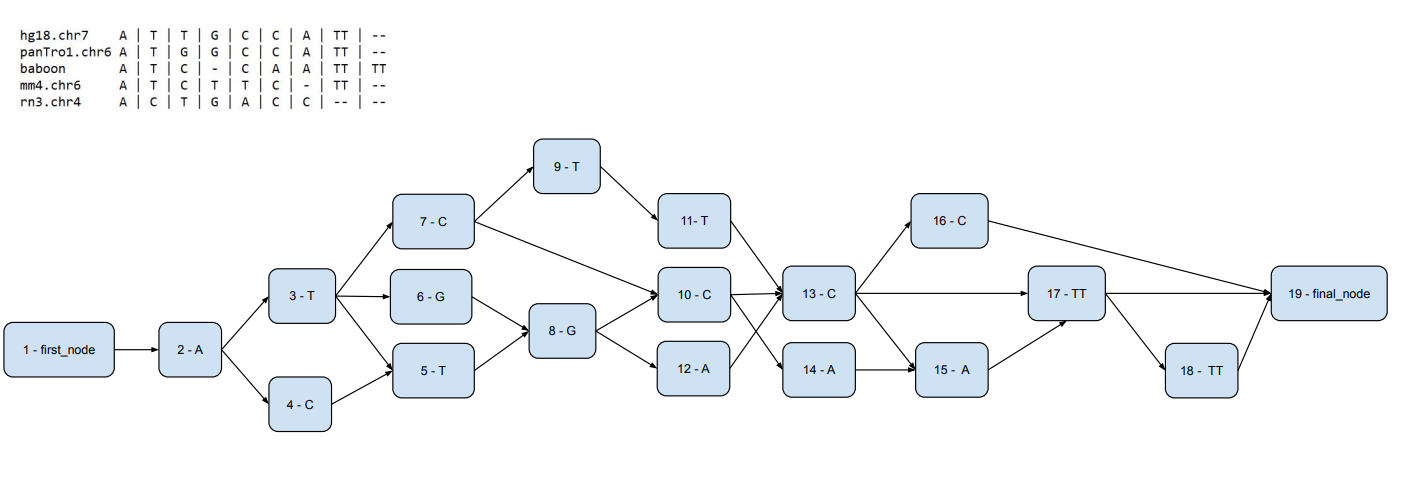 hg18.chr7 A | T | T | G | C | C | A | TT | --
panTro1.chr6 A | T | G | G | C | C | A | TT | --
baboon A | T | C | - | C | A | A | TT | TT
mm4.chr6 A | T | C | T | T | C | - | TT | --
rn3.chr4 A | C | T | G | A | C | C | -- | --
9 - T
7 - C
11- T
16 - C
3 - T
6 - G
10 - C
13 - C
17 - TT
19 - final_node
8 - G
1 - first_node
2 - A
5 - T
12 - A
14 - A
15 - A
18 - TT
4 - C